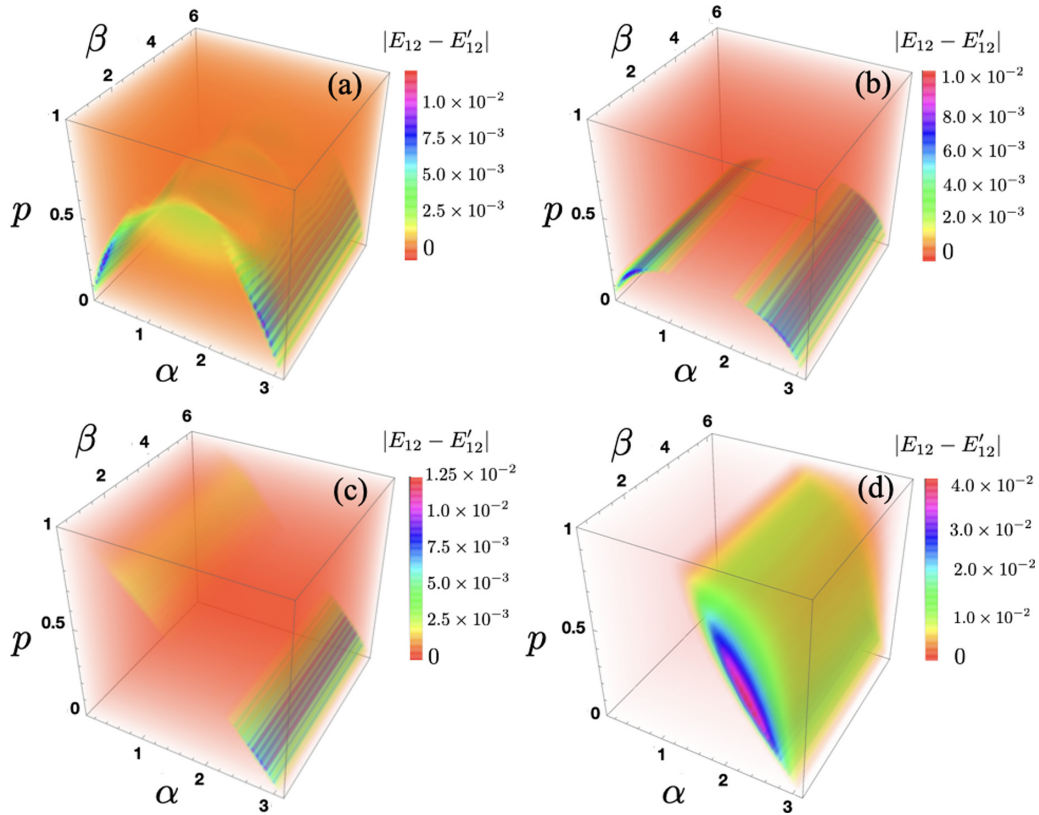 (a)
β
2
4
6
1
0.5
0
p
1
2
3
α
|E₁₂ − E′₁₂|
1.0 × 10⁻²
7.5 × 10⁻³
5.0 × 10⁻³
2.5 × 10⁻³
0
(b)
β
2
4
6
1
0.5
0
p
1
2
3
α
|E₁₂ − E′₁₂|
1.0 × 10⁻²
8.0 × 10⁻³
6.0 × 10⁻³
4.0 × 10⁻³
2.0 × 10⁻³
0
(c)
β
2
4
6
1
0.5
0
p
1
2
3
α
|E₁₂ − E′₁₂|
1.25 × 10⁻²
1.0 × 10⁻²
7.5 × 10⁻³
5.0 × 10⁻³
2.5 × 10⁻³
0
(d)
β
2
4
6
1
0.5
0
p
1
2
3
α
|E₁₂ − E′₁₂|
4.0 × 10⁻²
3.0 × 10⁻²
2.0 × 10⁻²
1.0 × 10⁻²
0